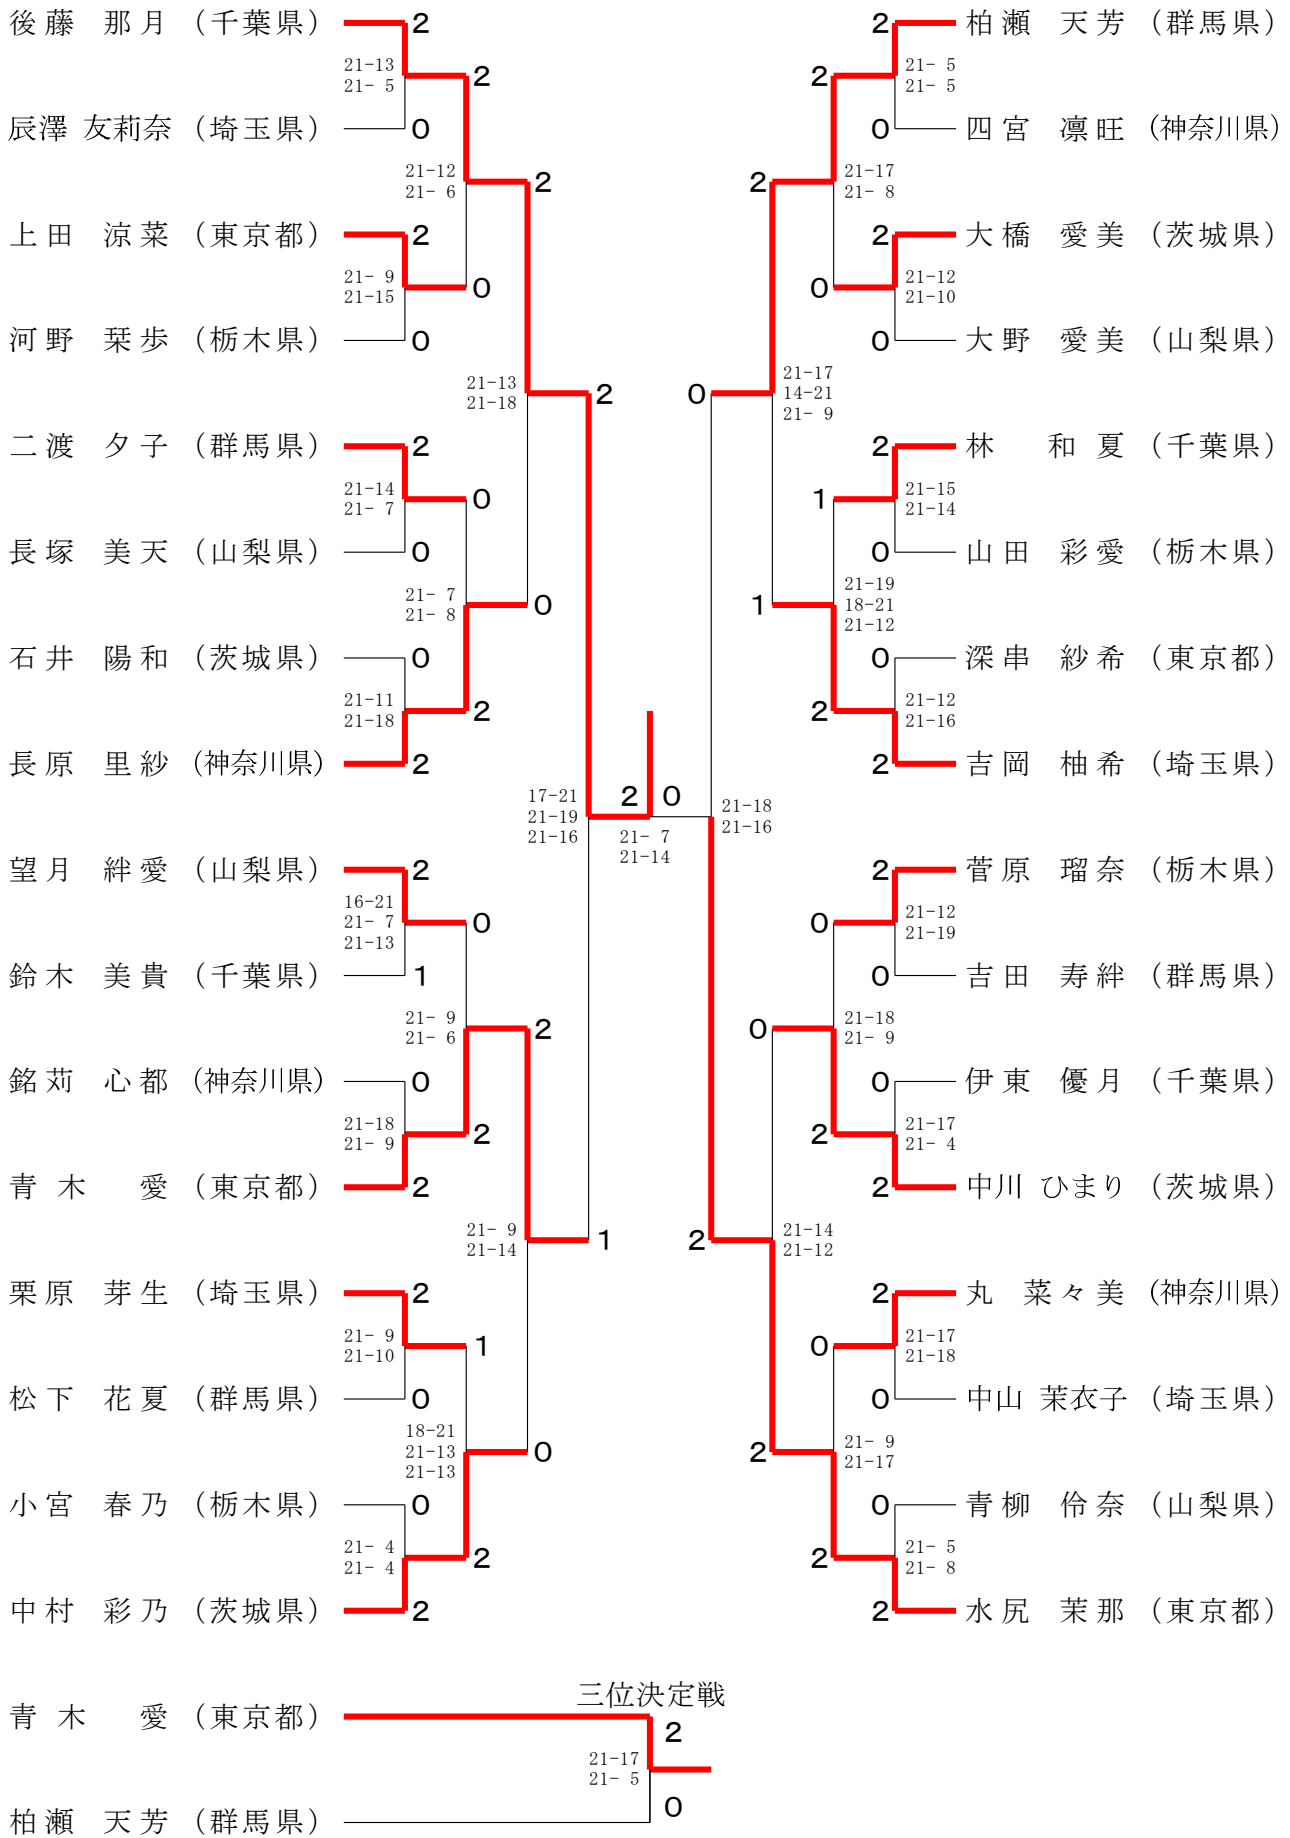 後藤 那月 (千葉県) 2
21-13
21- 5
2
辰澤 友莉奈 (埼玉県) 0
21-12
21- 6
2
上田 涼菜 (東京都) 2
21- 9
21-15
0
河野 栞歩 (栃木県) 0
21-13
21-18
2
二渡 夕子 (群馬県) 2
21-14
21- 7
0
長塚 美天 (山梨県) 0
21- 7
21- 8
0
石井 陽和 (茨城県) 0
21-11
21-18
2
長原 里紗 (神奈川県) 2
17-21
21-19
21-16
2 0
21- 7
21-14
望月 絆愛 (山梨県) 2
16-21
21- 7
21-13
0
鈴木 美貴 (千葉県) 1
21- 9
21- 6
2
銘苅 心都 (神奈川県) 0
21-18
21- 9
2
青木 愛 (東京都) 2
21- 9
21-14
1
栗原 芽生 (埼玉県) 2
21- 9
21-10
1
松下 花夏 (群馬県) 0
18-21
21-13
21-13
0
小宮 春乃 (栃木県) 0
21- 4
21- 4
2
中村 彩乃 (茨城県) 2
2 柏瀬 天芳 (群馬県)
2
21- 5
21- 5
0 四宮 凛旺 (神奈川県)
2
21-17
21- 8
2 大橋 愛美 (茨城県)
0
21-12
21-10
0 大野 愛美 (山梨県)
0
21-17
14-21
21- 9
2 林 和夏 (千葉県)
1
21-15
21-14
0 山田 彩愛 (栃木県)
1
21-19
18-21
21-12
0 深串 紗希 (東京都)
2
21-12
21-16
2 吉岡 柚希 (埼玉県)
21-18
21-16
2 菅原 瑠奈 (栃木県)
0
21-12
21-19
0 吉田 寿絆 (群馬県)
0
21-18
21- 9
0 伊東 優月 (千葉県)
2
21-17
21- 4
2 中川 ひまり (茨城県)
2
21-14
21-12
2 丸 菜々美 (神奈川県)
0
21-17
21-18
0 中山 茉衣子 (埼玉県)
2
21- 9
21-17
0 青柳 伶奈 (山梨県)
2
21- 5
21- 8
2 水尻 茉那 (東京都)
三位決定戦
青木 愛 (東京都)
2
21-17
21- 5
0
柏瀬 天芳 (群馬県)